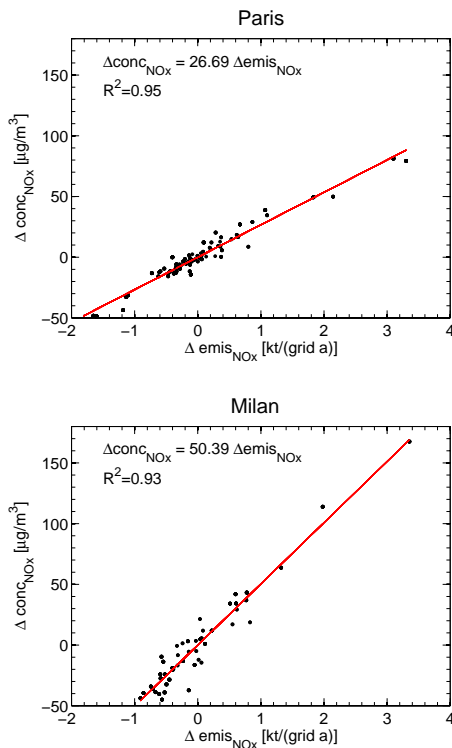 Paris
Δconc_NOx = 26.69 Δemis_NOx
R²=0.95
150
100
50
0
−50
Δ conc_NOx [µg/m³]
−2 −1 0 1 2 3 4
Δ emis_NOx [kt/(grid a)]
Milan
Δconc_NOx = 50.39 Δemis_NOx
R²=0.93
150
100
50
0
−50
Δ conc_NOx [µg/m³]
−2 −1 0 1 2 3 4
Δ emis_NOx [kt/(grid a)]